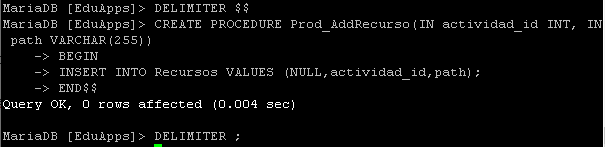 MariaDB [EduApps]> DELIMITER $$
MariaDB [EduApps]> CREATE PROCEDURE Prod_AddRecurso(IN actividad_id INT, IN
path VARCHAR(255))
-> BEGIN
-> INSERT INTO Recursos VALUES (NULL,actividad_id,path);
-> END$$
Query OK, 0 rows affected (0.004 sec)
MariaDB [EduApps]> DELIMITER ;